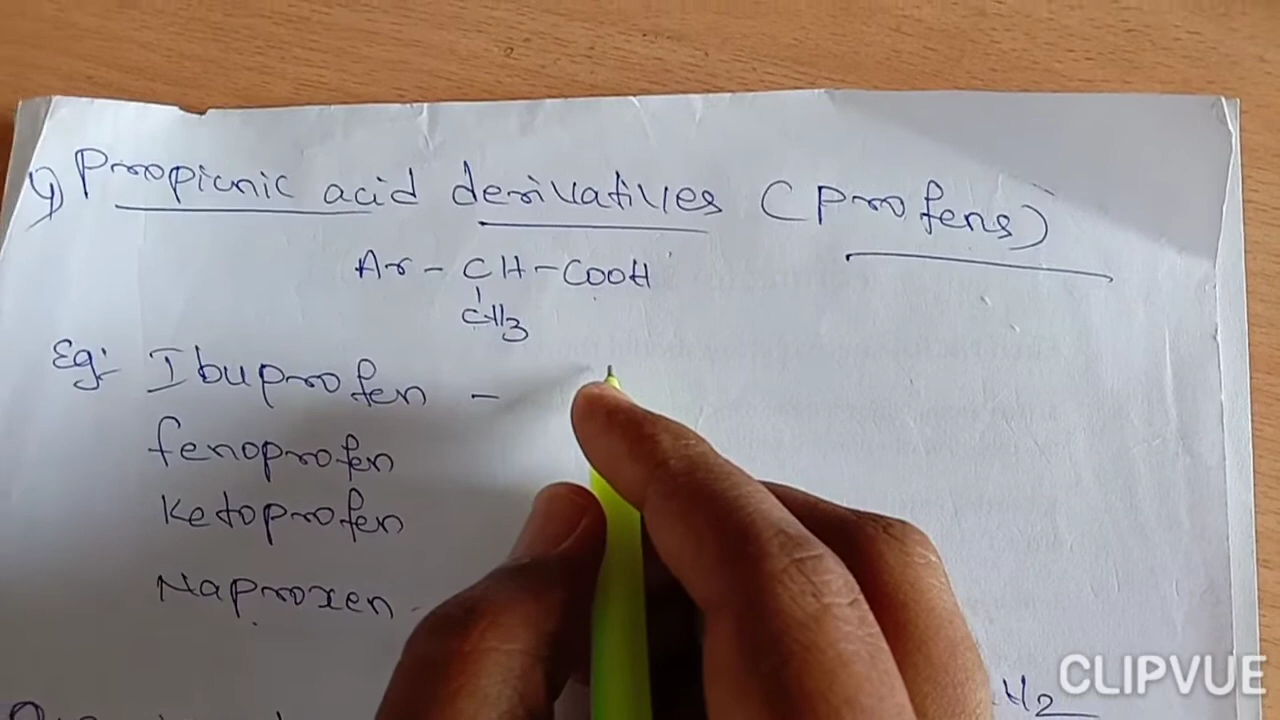 4) Propionic acid derivatives (Profens)
Ar - CH - COOH
CH3
Eg: Ibuprofen -
fenoprofen
Ketoprofen
Naproxen
H2
CLIPVUE